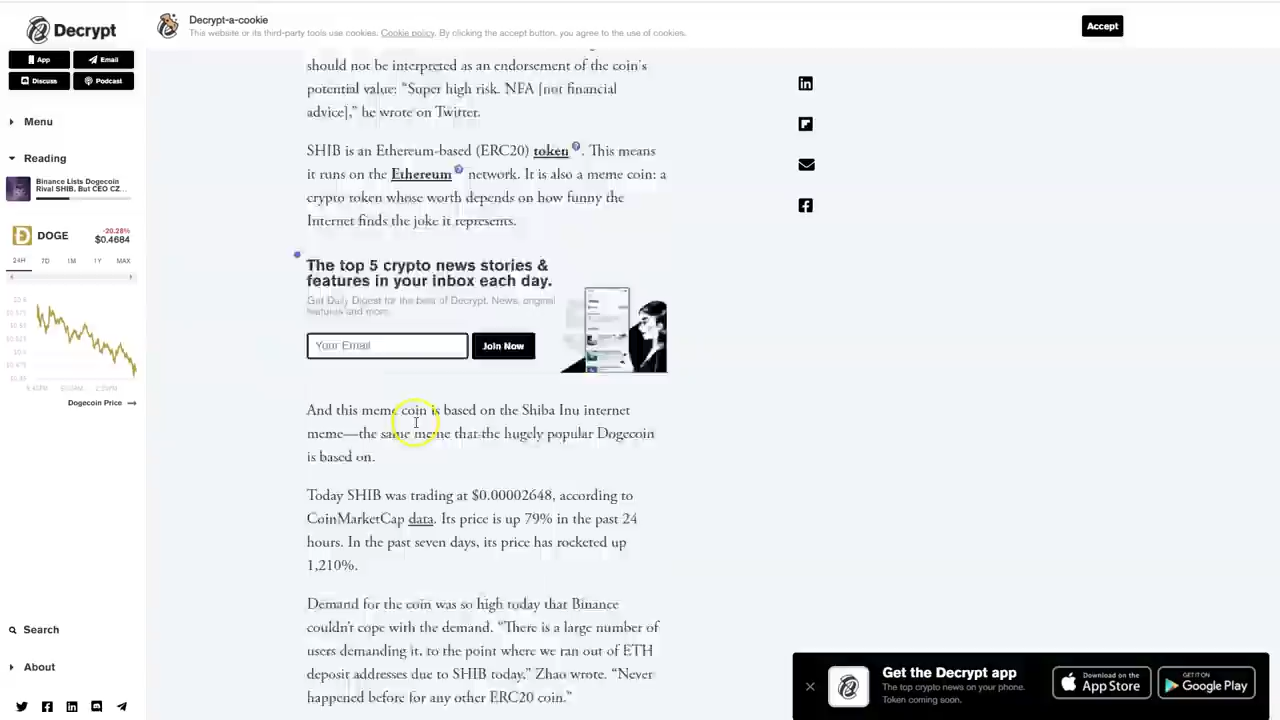 Decrypt
App
Email
Discuss
Podcast
Menu
Reading
Binance Lists Dogecoin
Rival SHIB, But CEO CZ...
DOGE
-20.28%
$0.4684
24H
7D
1M
1Y
MAX
Dogecoin Price →
Search
About
Decrypt-a-cookie
This website or its third-party tools use cookies. Cookie policy. By clicking the accept button, you agree to the use of cookies.
Accept
should not be interpreted as an endorsement of the coin's
potential value: “Super high risk. NFA [not financial
advice],” he wrote on Twitter.
SHIB is an Ethereum-based (ERC20) token. This means
it runs on the Ethereum network. It is also a meme coin: a
crypto token whose worth depends on how funny the
Internet finds the joke it represents.
The top 5 crypto news stories &
features in your inbox each day.
Get Daily Digest for the best of Decrypt. News, original
features and more.
Your Email
Join Now
And this meme coin is based on the Shiba Inu internet
meme—the same meme that the hugely popular Dogecoin
is based on.
Today SHIB was trading at $0.00002648, according to
CoinMarketCap data. Its price is up 79% in the past 24
hours. In the past seven days, its price has rocketed up
1,210%.
Demand for the coin was so high today that Binance
couldn't cope with the demand. “There is a large number of
users demanding it, to the point where we ran out of ETH
deposit addresses due to SHIB today,” Zhao wrote. “Never
happened before for any other ERC20 coin.”
Get the Decrypt app
The top crypto news on your phone.
Token coming soon.
Download on the
App Store
GET IT ON
Google Play